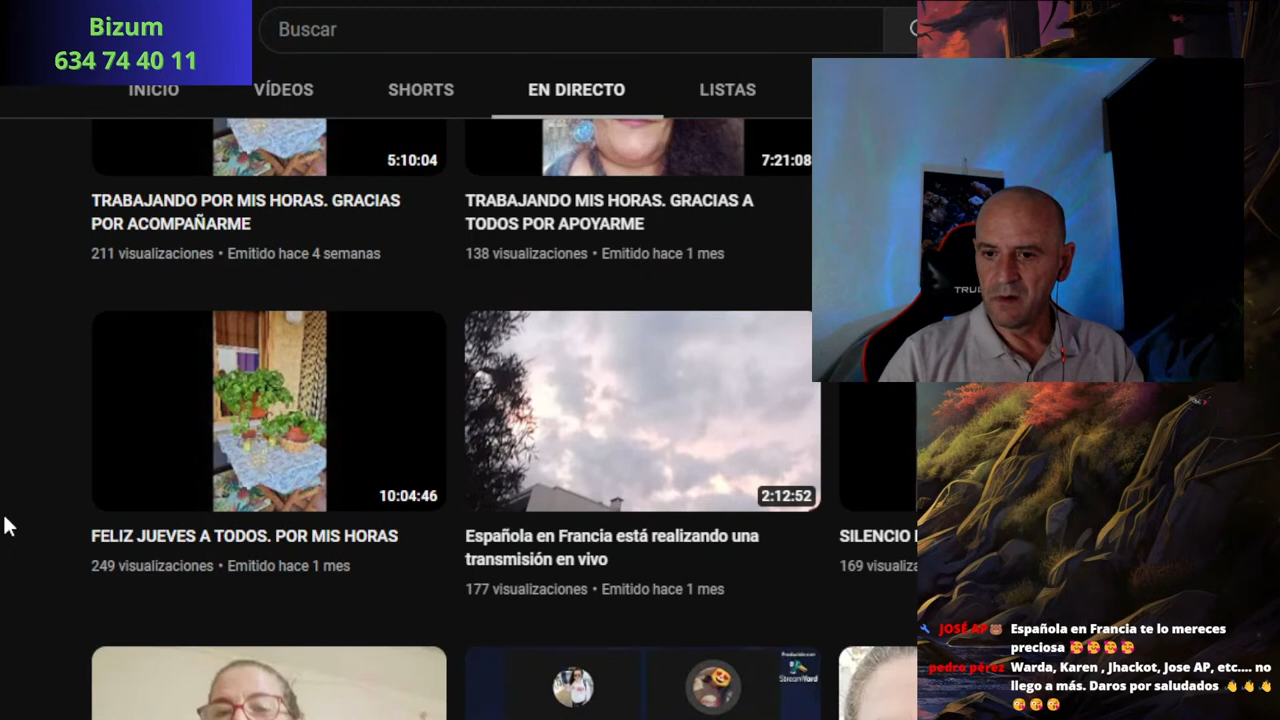 Bizum
634 74 40 11
Buscar
INICIO
VÍDEOS
SHORTS
EN DIRECTO
LISTAS
5:10:04
7:21:08
TRABAJANDO POR MIS HORAS. GRACIAS
POR ACOMPAÑARME
211 visualizaciones • Emitido hace 4 semanas
TRABAJANDO MIS HORAS. GRACIAS A
TODOS POR APOYARME
138 visualizaciones • Emitido hace 1 mes
10:04:46
2:12:52
FELIZ JUEVES A TODOS. POR MIS HORAS
249 visualizaciones • Emitido hace 1 mes
Española en Francia está realizando una
transmisión en vivo
177 visualizaciones • Emitido hace 1 mes
SILENCIO
169 visualiza
StreamYard
JOSÉ AP🐻 Española en Francia te lo mereces
preciosa 🥰🥰🥰🥰
pedro pérez Warda, Karen , Jhackot, Jose AP, etc.... no
llego a más. Daros por saludados 👏👏👏
😘😘😘